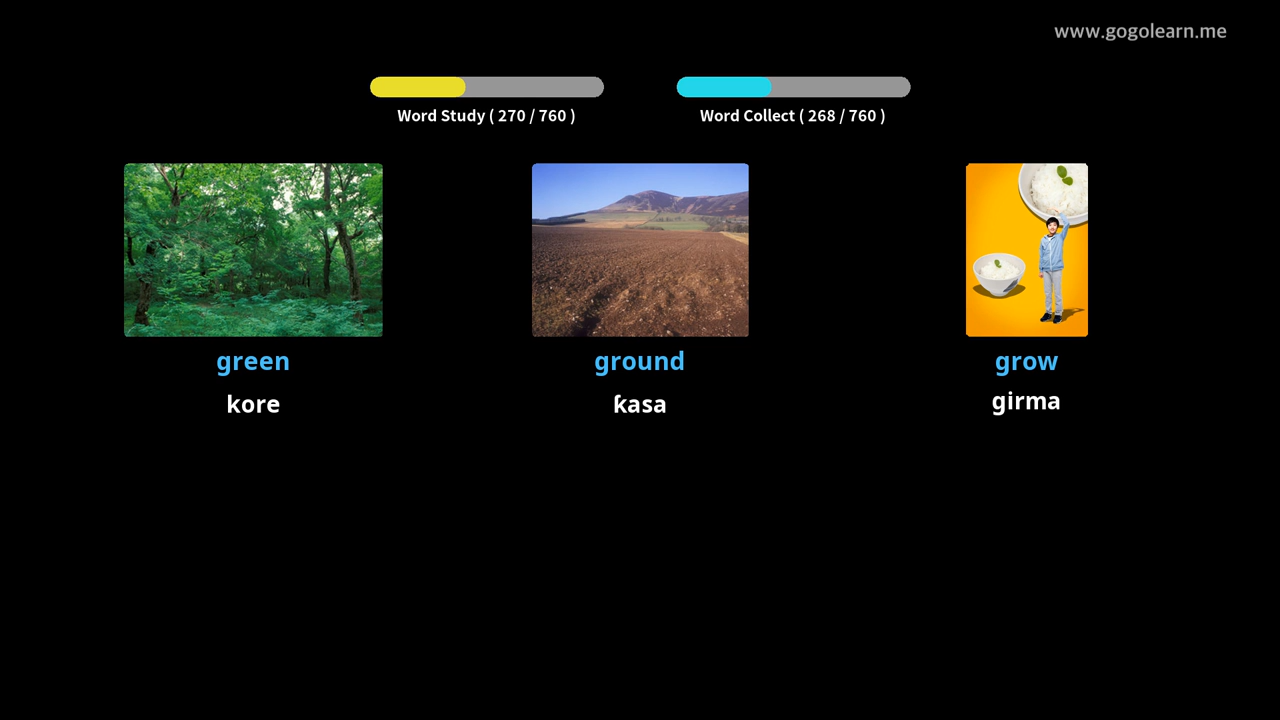 www.gogolearn.me
Word Study ( 270 / 760 )
Word Collect ( 268 / 760 )
green
ground
grow
kore
ƙasa
girma